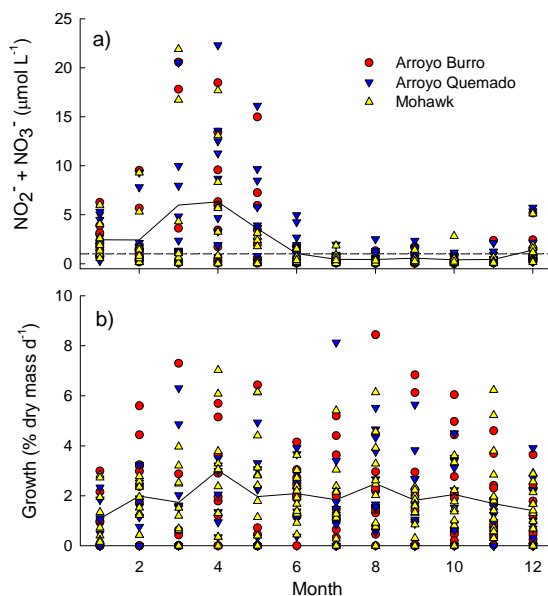 a)
Arroyo Burro
Arroyo Quemado
Mohawk
NO₂⁻ + NO₃⁻ (μmol L⁻¹)
25
20
15
10
5
0
b)
Growth (% dry mass d⁻¹)
10
8
6
4
2
0
2 4 6 8 10 12
Month